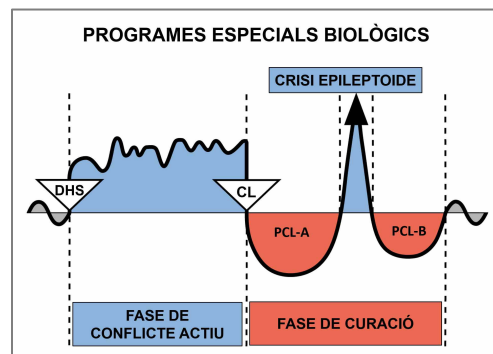 PROGRAMES ESPECIALS BIOLÒGICS
CRISI EPILEPTOIDE
DHS
CL
PCL-A
PCL-B
FASE DE
CONFLICTE ACTIU
FASE DE CURACIÓ